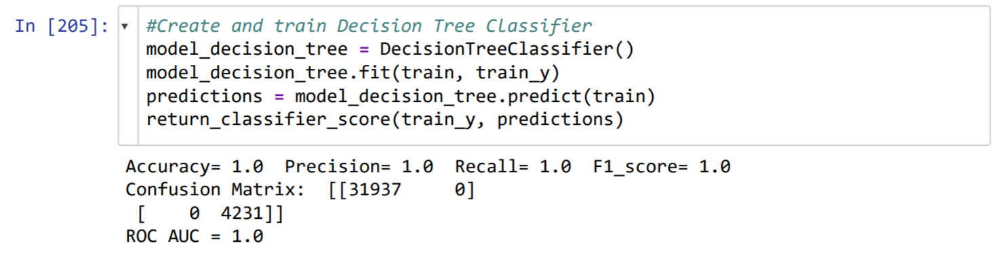 In [205]:
#Create and train Decision Tree Classifier
model_decision_tree = DecisionTreeClassifier()
model_decision_tree.fit(train, train_y)
predictions = model_decision_tree.predict(train)
return_classifier_score(train_y, predictions)
Accuracy= 1.0  Precision= 1.0  Recall= 1.0  F1_score= 1.0
Confusion Matrix:  [[31937     0]
 [    0  4231]]
ROC AUC = 1.0